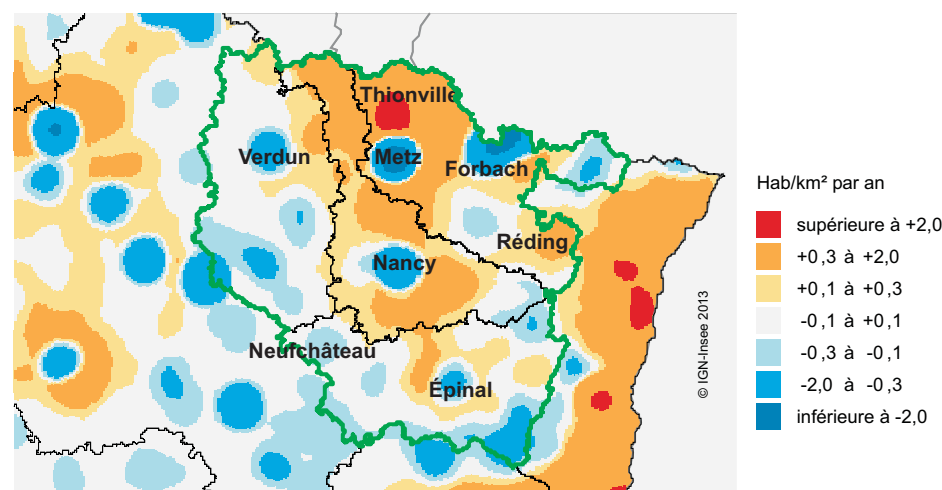 Thionville
Verdun
Metz
Forbach
Réding
Nancy
Neufchâteau
Épinal
© IGN-Insee 2013
Hab/km² par an
supérieure à +2,0
+0,3 à +2,0
+0,1 à +0,3
-0,1 à +0,1
-0,3 à -0,1
-2,0 à -0,3
inférieure à -2,0